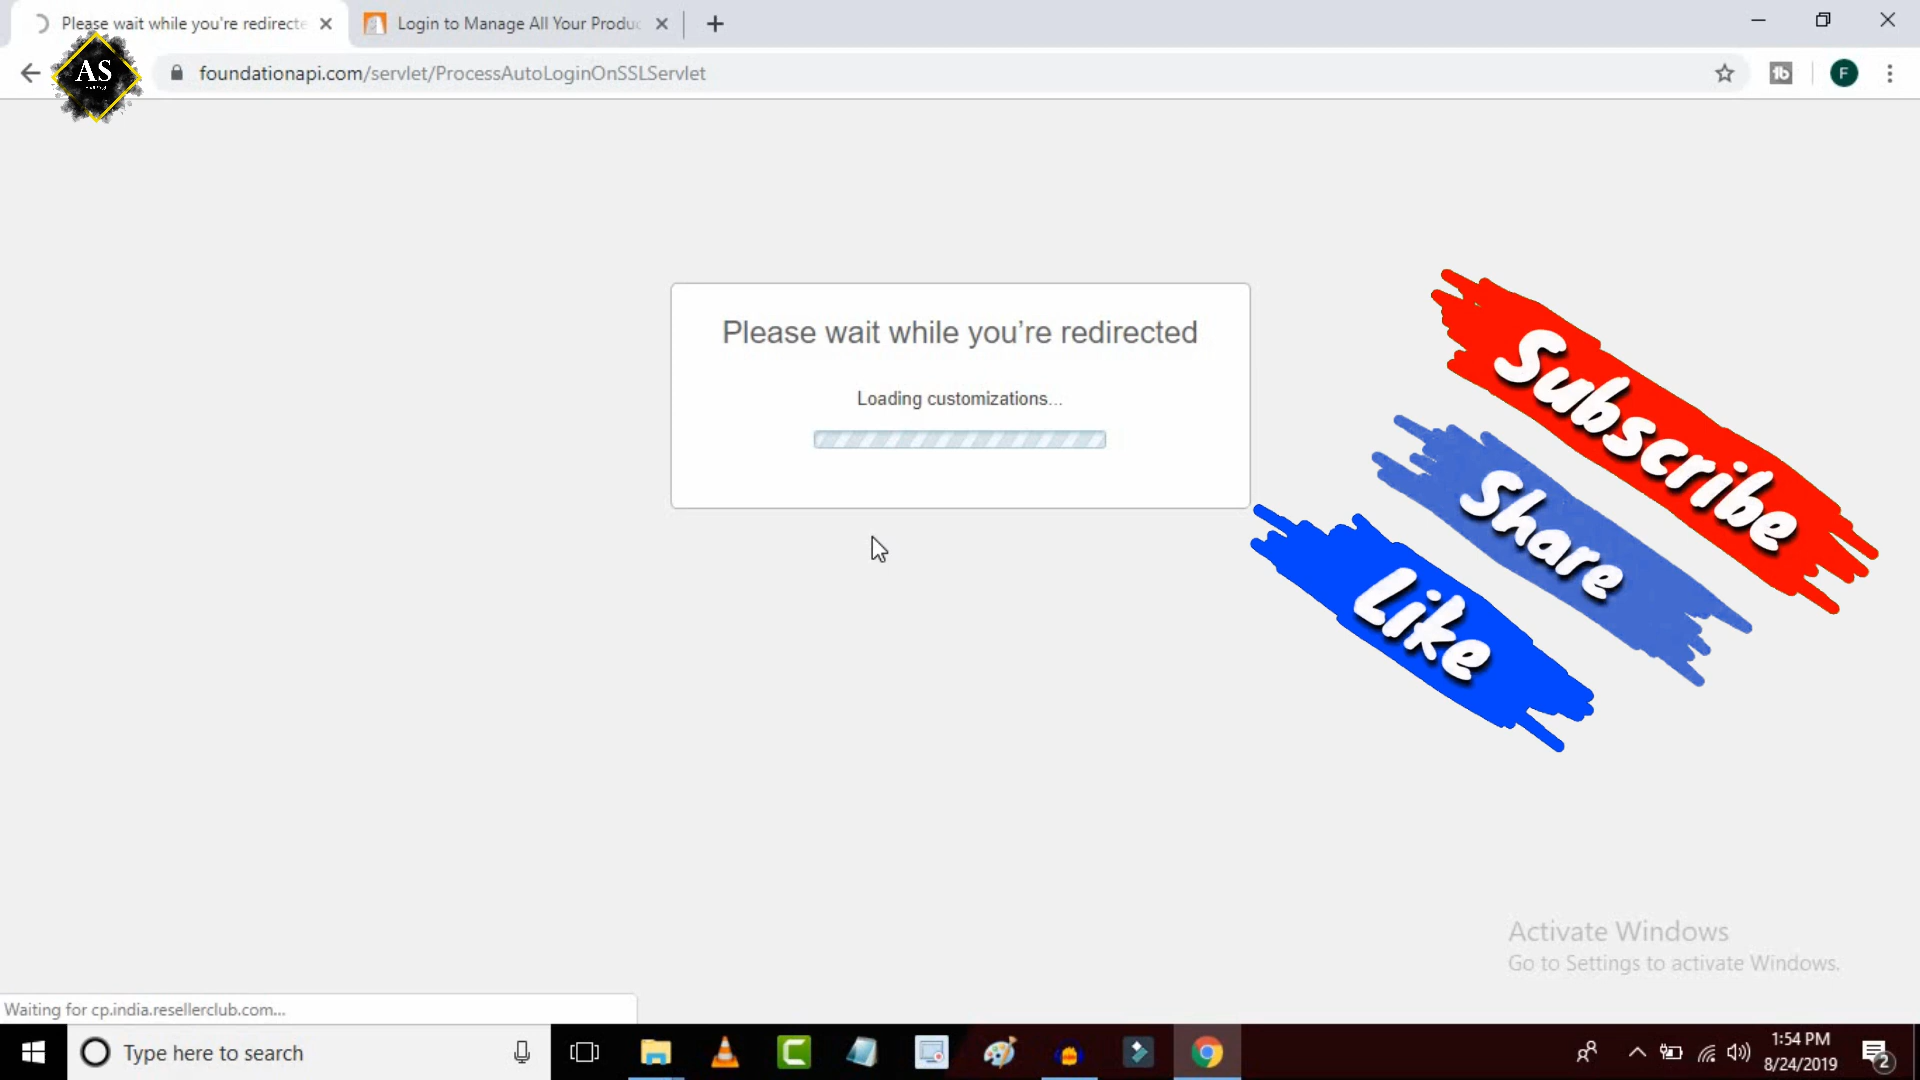 Please wait while you're redirecte
Login to Manage All Your Produc
AS
foundationapi.com/servlet/ProcessAutoLoginOnSSLServlet
F
Please wait while you’re redirected
Loading customizations...
Subscribe
Share
Like
Activate Windows
Go to Settings to activate Windows.
Waiting for cp.india.resellerclub.com...
Type here to search
1:54 PM
8/24/2019
2